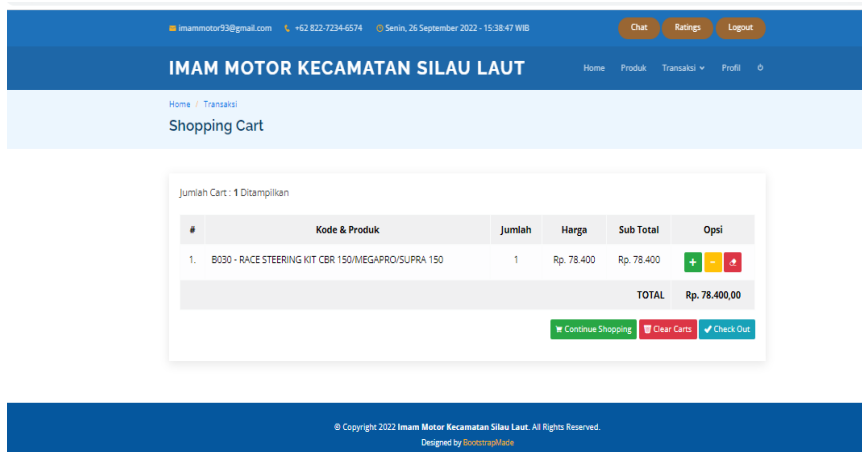 immammotor93@gmail.com +62 822-7234-6574 Senin, 26 September 2022 - 15:38:47 WIB Chat Ratings Logout
IMAM MOTOR KECAMATAN SILAU LAUT Home Produk Transaksi Profil
Home / Transaksi
Shopping Cart
Jumlah Cart : 1 Ditampilkan
# Kode & Produk Jumlah Harga Sub Total Opsi
1. B030 - RACE STEERING KIT CBR 150/MEGAPRO/SUPRA 150 1 Rp. 78.400 Rp. 78.400 + -
TOTAL Rp. 78.400,00
Continue Shopping Clear Carts Check Out
© Copyright 2022 Imam Motor Kecamatan Silau Laut. All Rights Reserved.
Designed by BootstrapMade